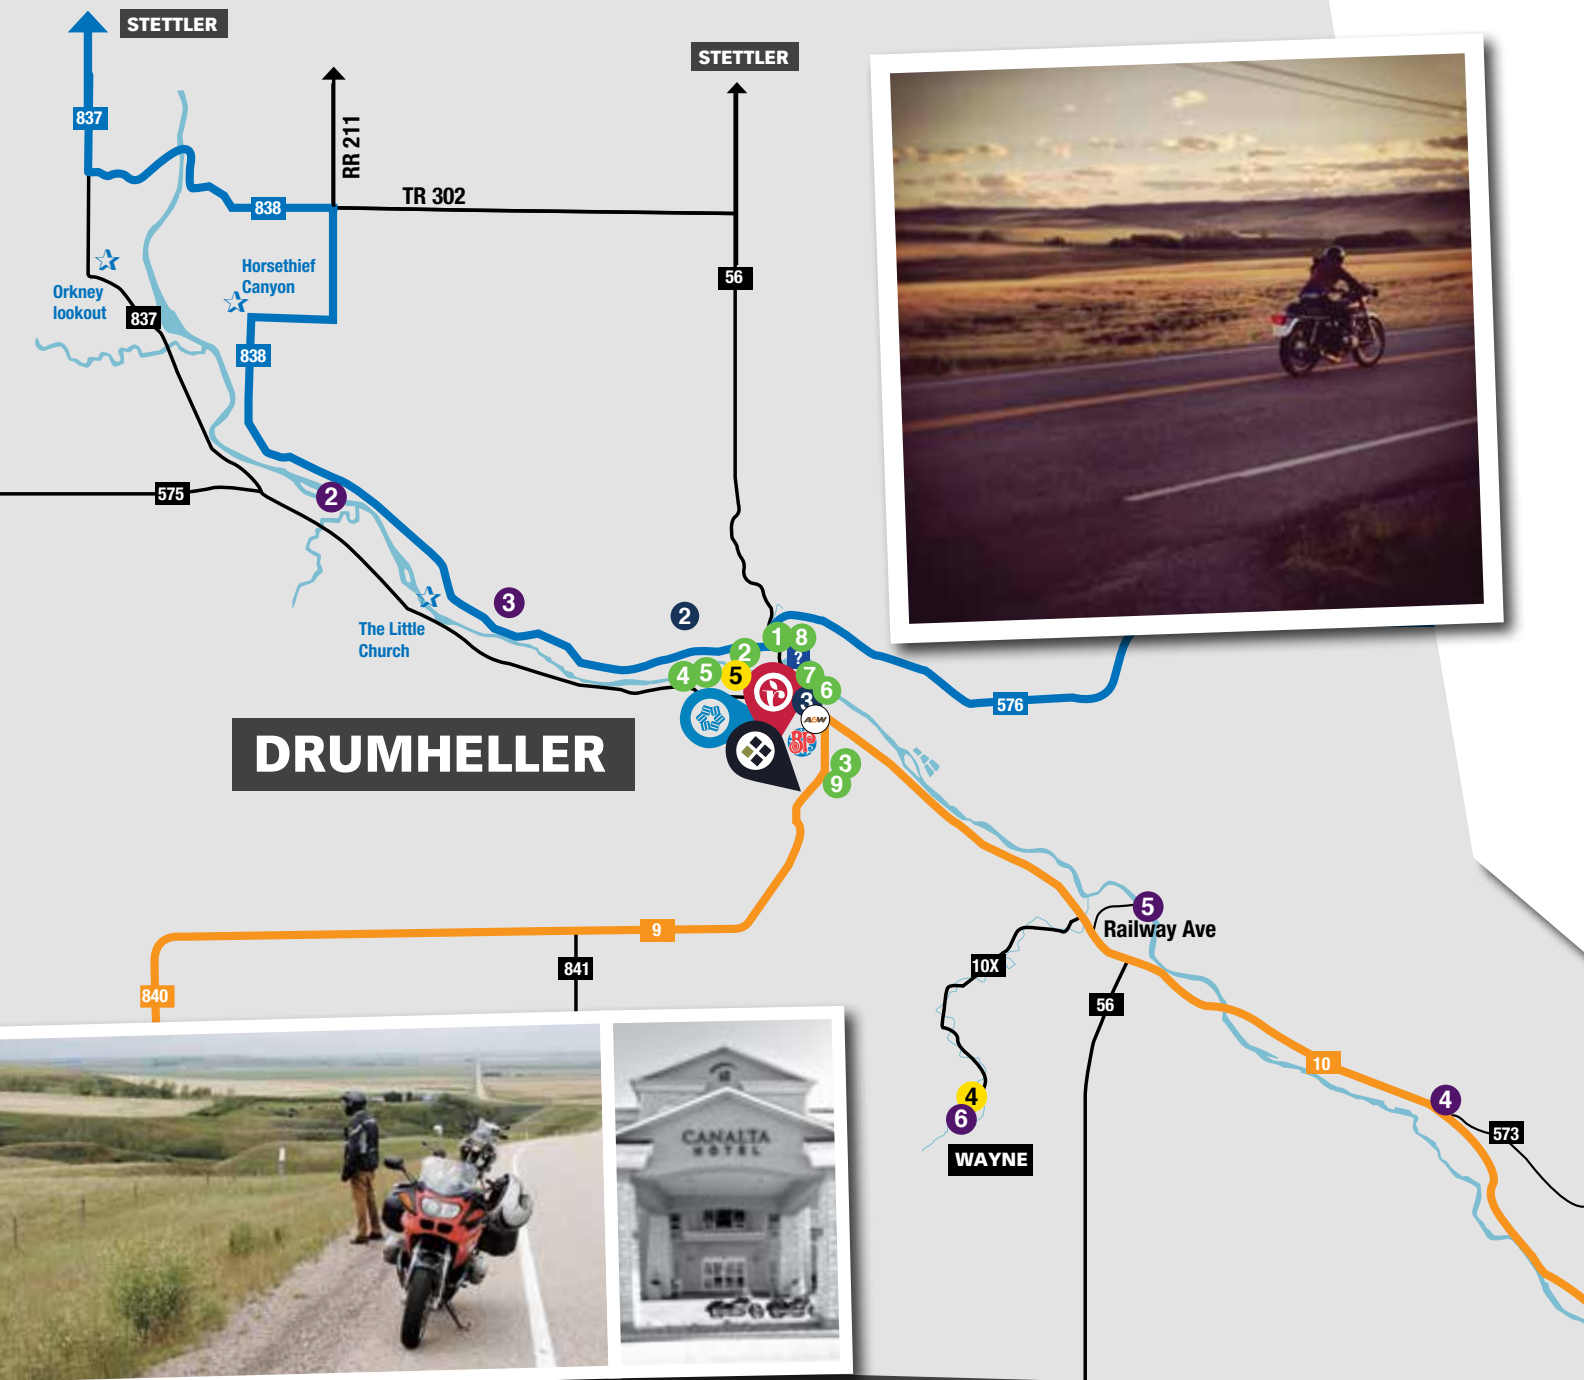 STETTLER
STETTLER
837
RR 211
TR 302
838
Horsethief
Canyon
56
Orkney
lookout
837
838
575
2
3
2
The Little
Church
1
8
2
?
4
5
5
7
6
3
A&W
576
BP
DRUMHELLER
3
9
5
Railway Ave
9
10X
841
840
56
10
4
6
4
573
WAYNE
CANALTA
HOTEL